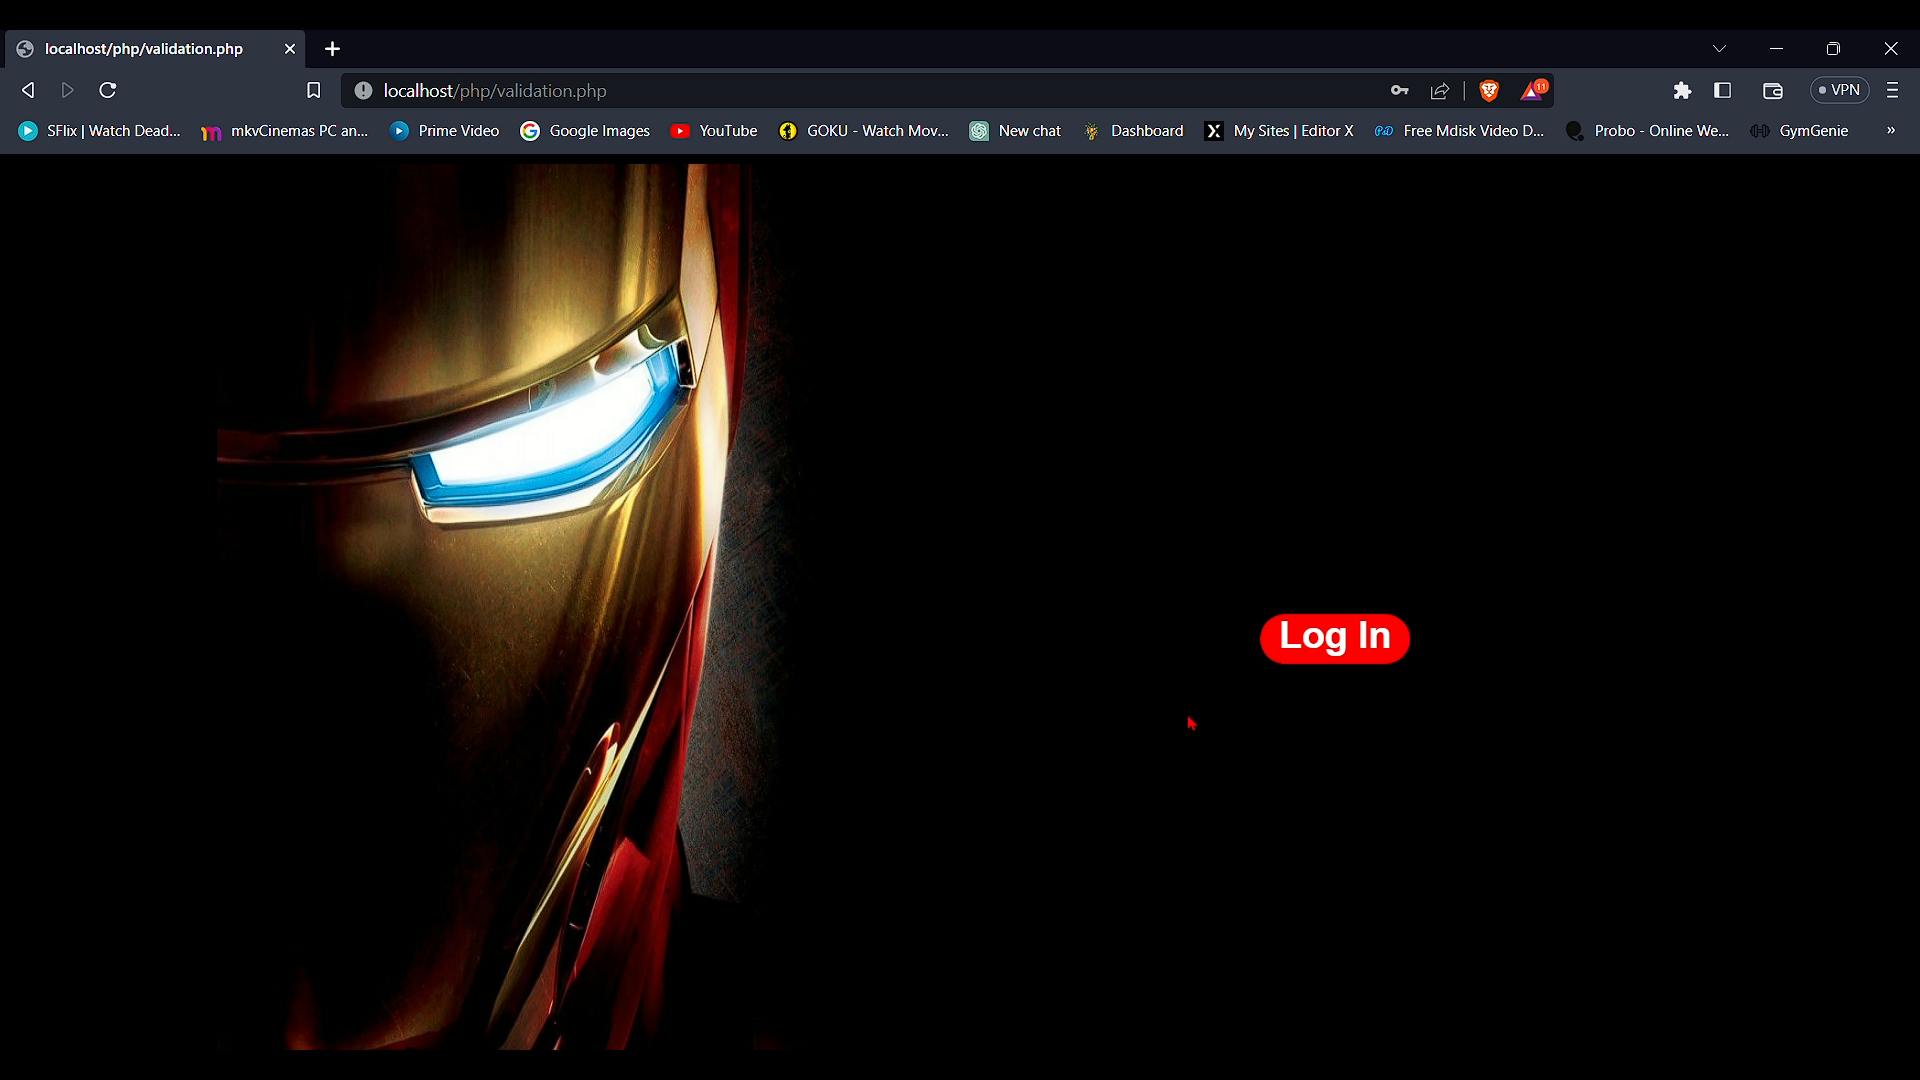 localhost/php/validation.php
localhost/php/validation.php
11
VPN
SFlix | Watch Dead...
mkvCinemas PC an...
Prime Video
Google Images
YouTube
GOKU - Watch Mov...
New chat
Dashboard
My Sites | Editor X
Free Mdisk Video D...
Probo - Online We...
GymGenie
»
Log In